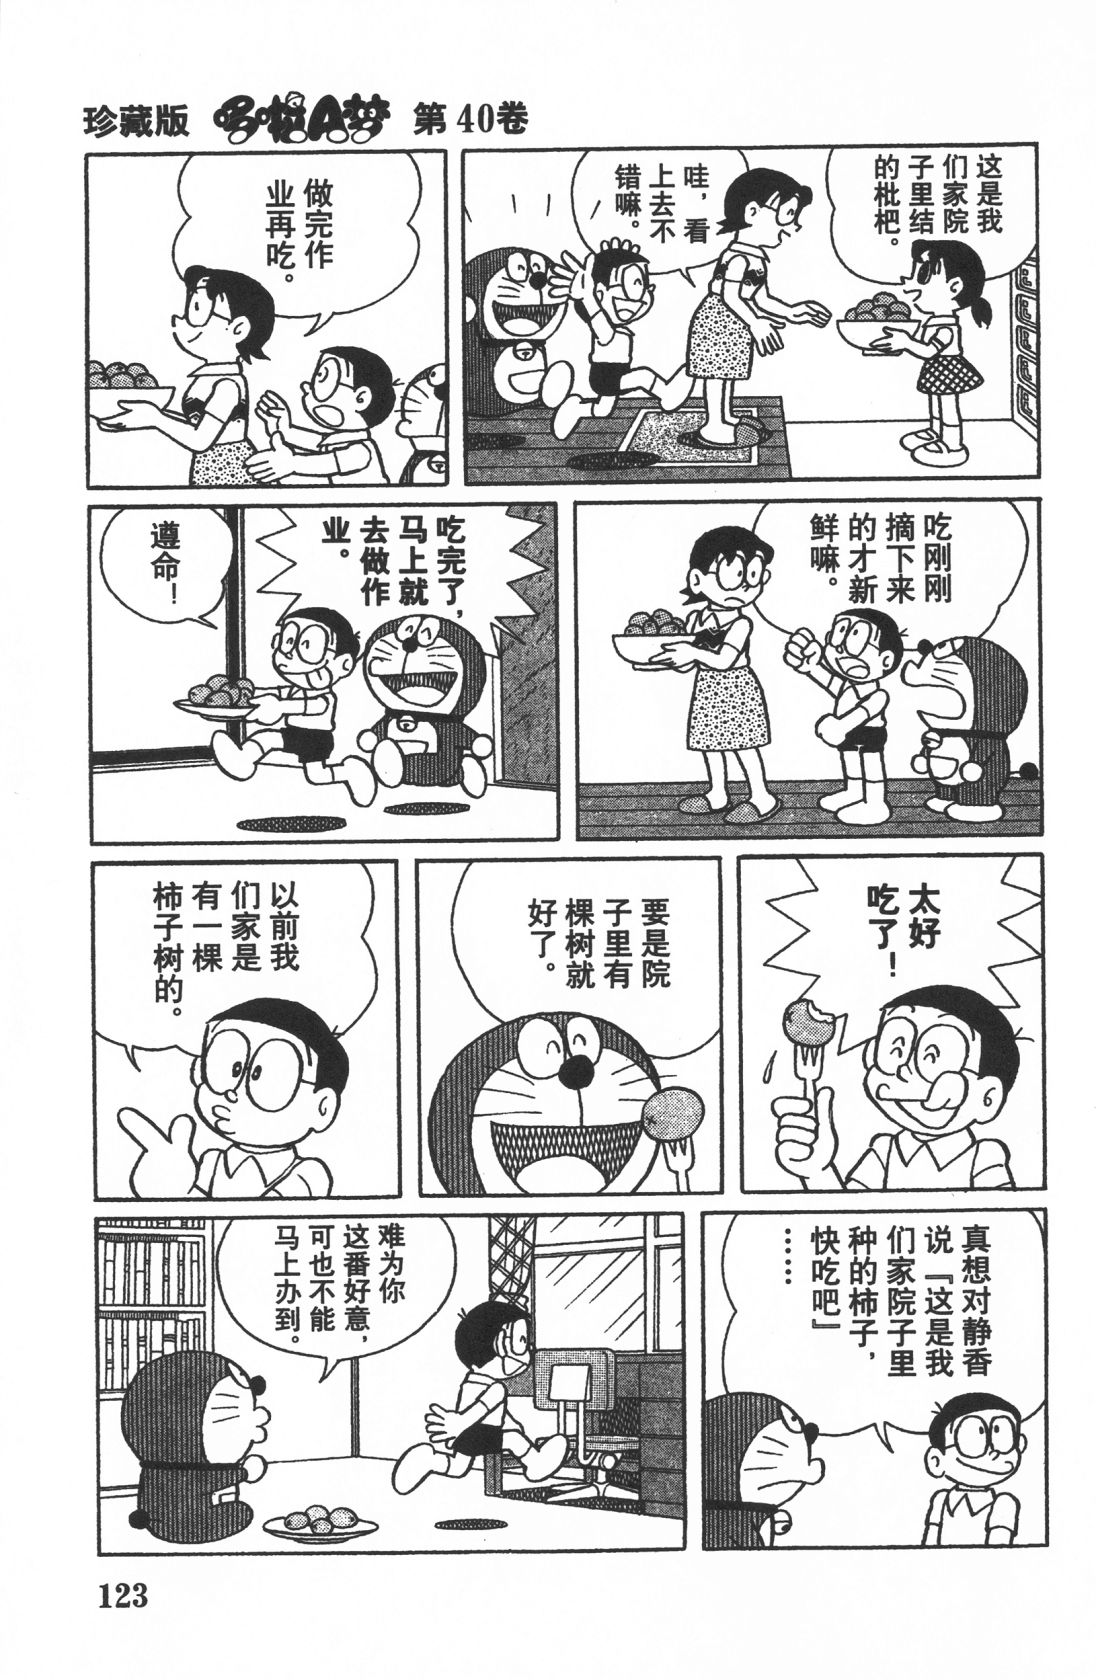 珍藏版 哆啦A梦 第40卷
这是我
们家院
子里结
的枇杷。
哇，看
上去不
错嘛。
做完作
业再吃。
吃刚刚
摘下来
的才新
鲜嘛。
吃完了，
马上就
去做作
业。
遵命！
太好
吃了！
要是院
子里有
棵树就
好了。
以前我
们家是
有一棵
柿子树的。
真想对静香
说『这是我
们家院子里
种的柿子，
快吃吧』
……
难为你
这番好意，
可也不能
马上办到。
123